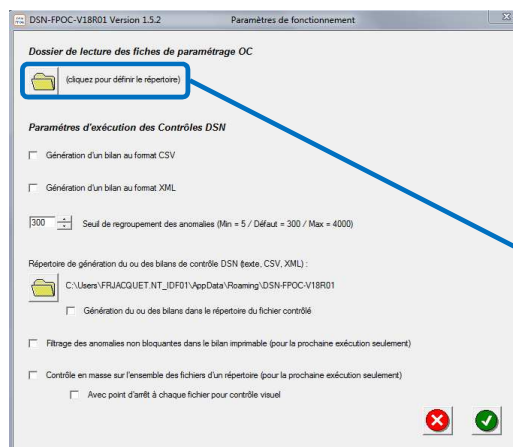 DSN-FPOC-V18R01 Version 1.5.2 Paramètres de fonctionnement
Dossier de lecture des fiches de paramétrage OC
(cliquez pour définir le répertoire)
Paramètres d'exécution des Contrôles DSN
Génération d'un bilan au format CSV
Génération d'un bilan au format XML
300 Seuil de regroupement des anomalies (Min = 5 / Défaut = 300 / Max = 4000)
Répertoire de génération du ou des bilans de contrôle DSN (texte, CSV, XML) :
C:\Users\FRJACQUET.NT_IDF01\AppData\Roaming\DSN-FPOC-V18R01
Génération du ou des bilans dans le répertoire du fichier contrôlé
Filtrage des anomalies non bloquantes dans le bilan imprimable (pour la prochaine exécution seulement)
Contrôle en masse sur l'ensemble des fichiers d'un répertoire (pour la prochaine exécution seulement)
Avec point d'arrêt à chaque fichier pour contrôle visuel